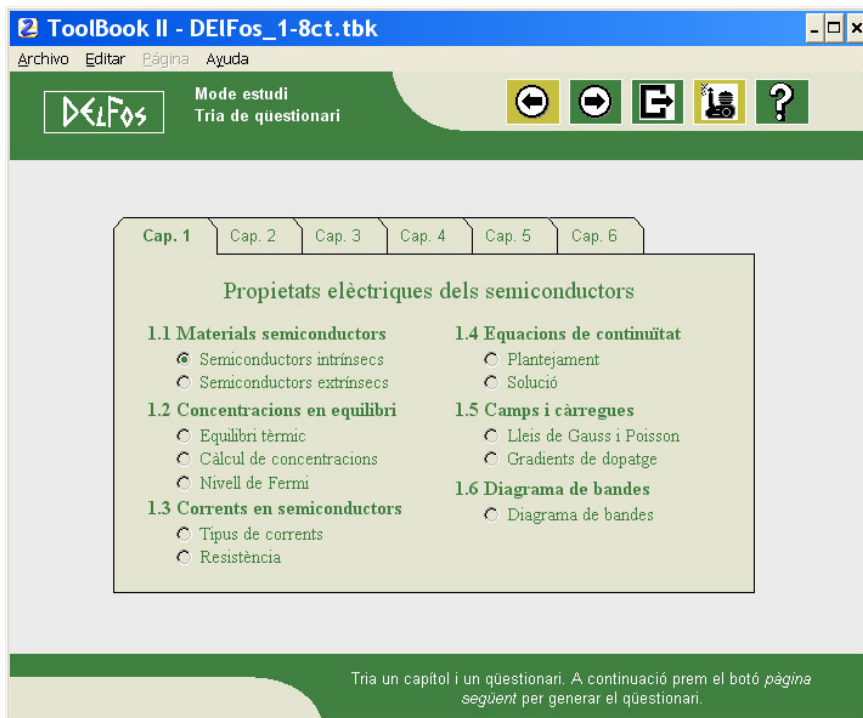 ToolBook II - DElFos_1-8ct.tbk
Archivo Editar Página Ayuda
DElFos
Mode estudi
Tria de qüestionari
Cap. 1 Cap. 2 Cap. 3 Cap. 4 Cap. 5 Cap. 6
Propietats elèctriques dels semiconductors
1.1 Materials semiconductors
Semiconductors intrínsecs
Semiconductors extrínsecs
1.2 Concentracions en equilibri
Equilibri tèrmic
Càlcul de concentracions
Nivell de Fermi
1.3 Corrents en semiconductors
Tipus de corrents
Resistència
1.4 Equacions de continuïtat
Plantejament
Solució
1.5 Camps i càrregues
Lleis de Gauss i Poisson
Gradients de dopatge
1.6 Diagrama de bandes
Diagrama de bandes
Tria un capítol i un qüestionari. A continuació prem el botó pàgina
següent per generar el qüestionari.